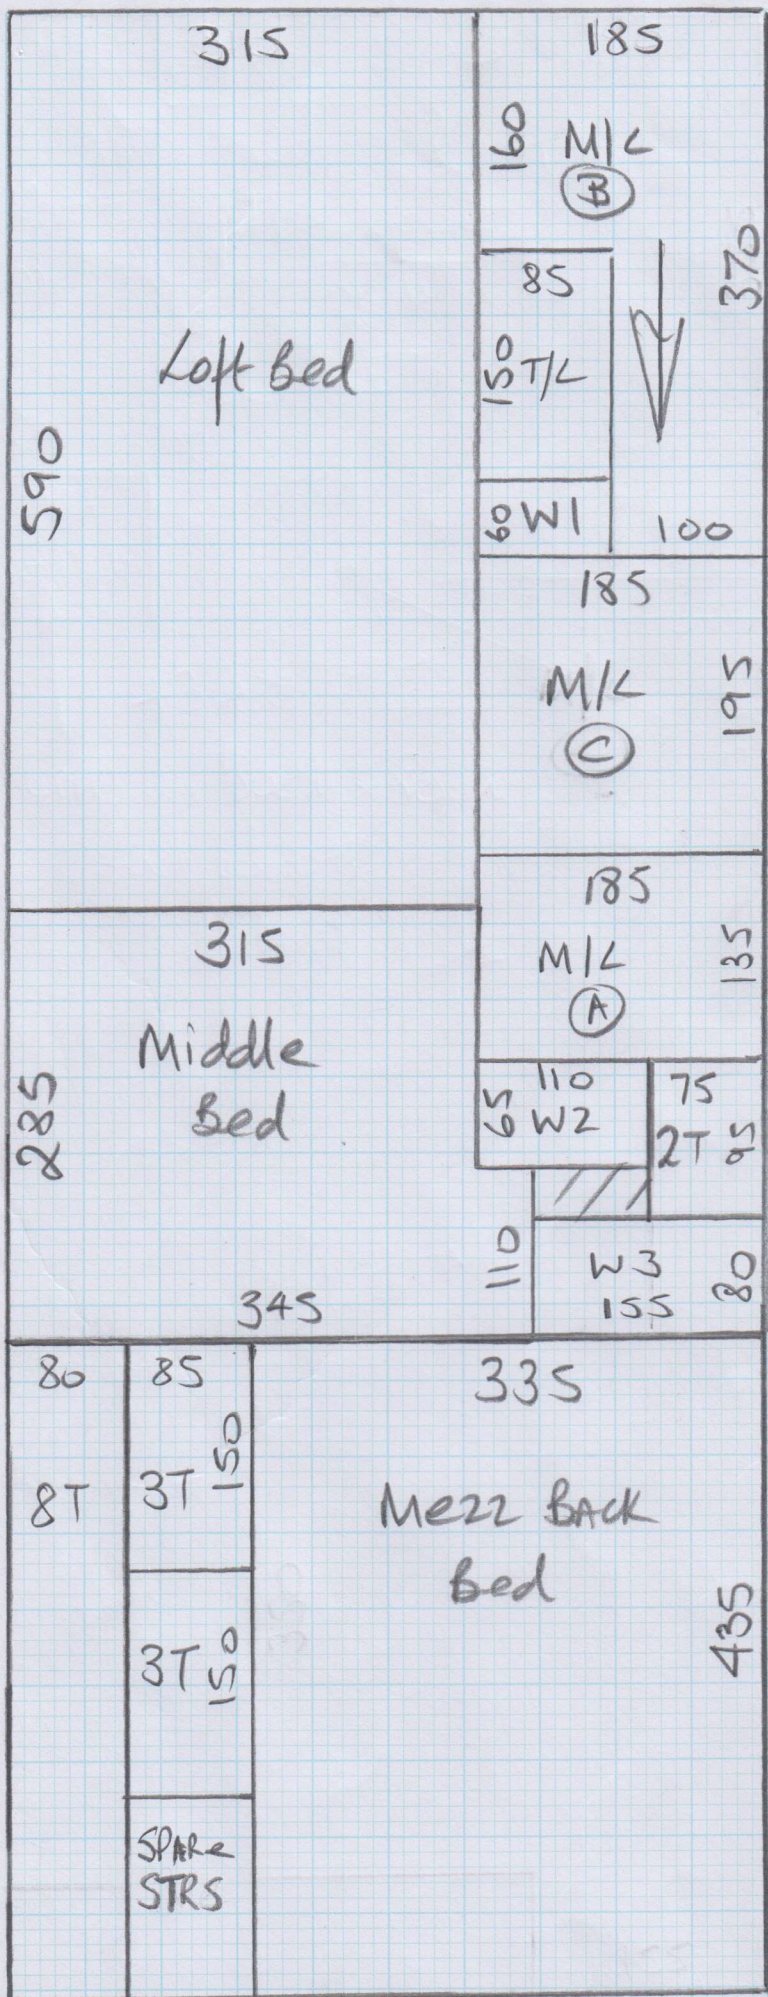 315
590
Loft Bed
185
160
M/L
B
370
85
150
T/L
60
W1
100
185
M/L
C
195
185
M/L
A
135
315
Middle
Bed
285
345
110
65
W2
75
2T
95
110
W3
155
80
80
8T
85
3T
150
3T
150
SPARe
STRS
335
Mezz BACK
Bed
435